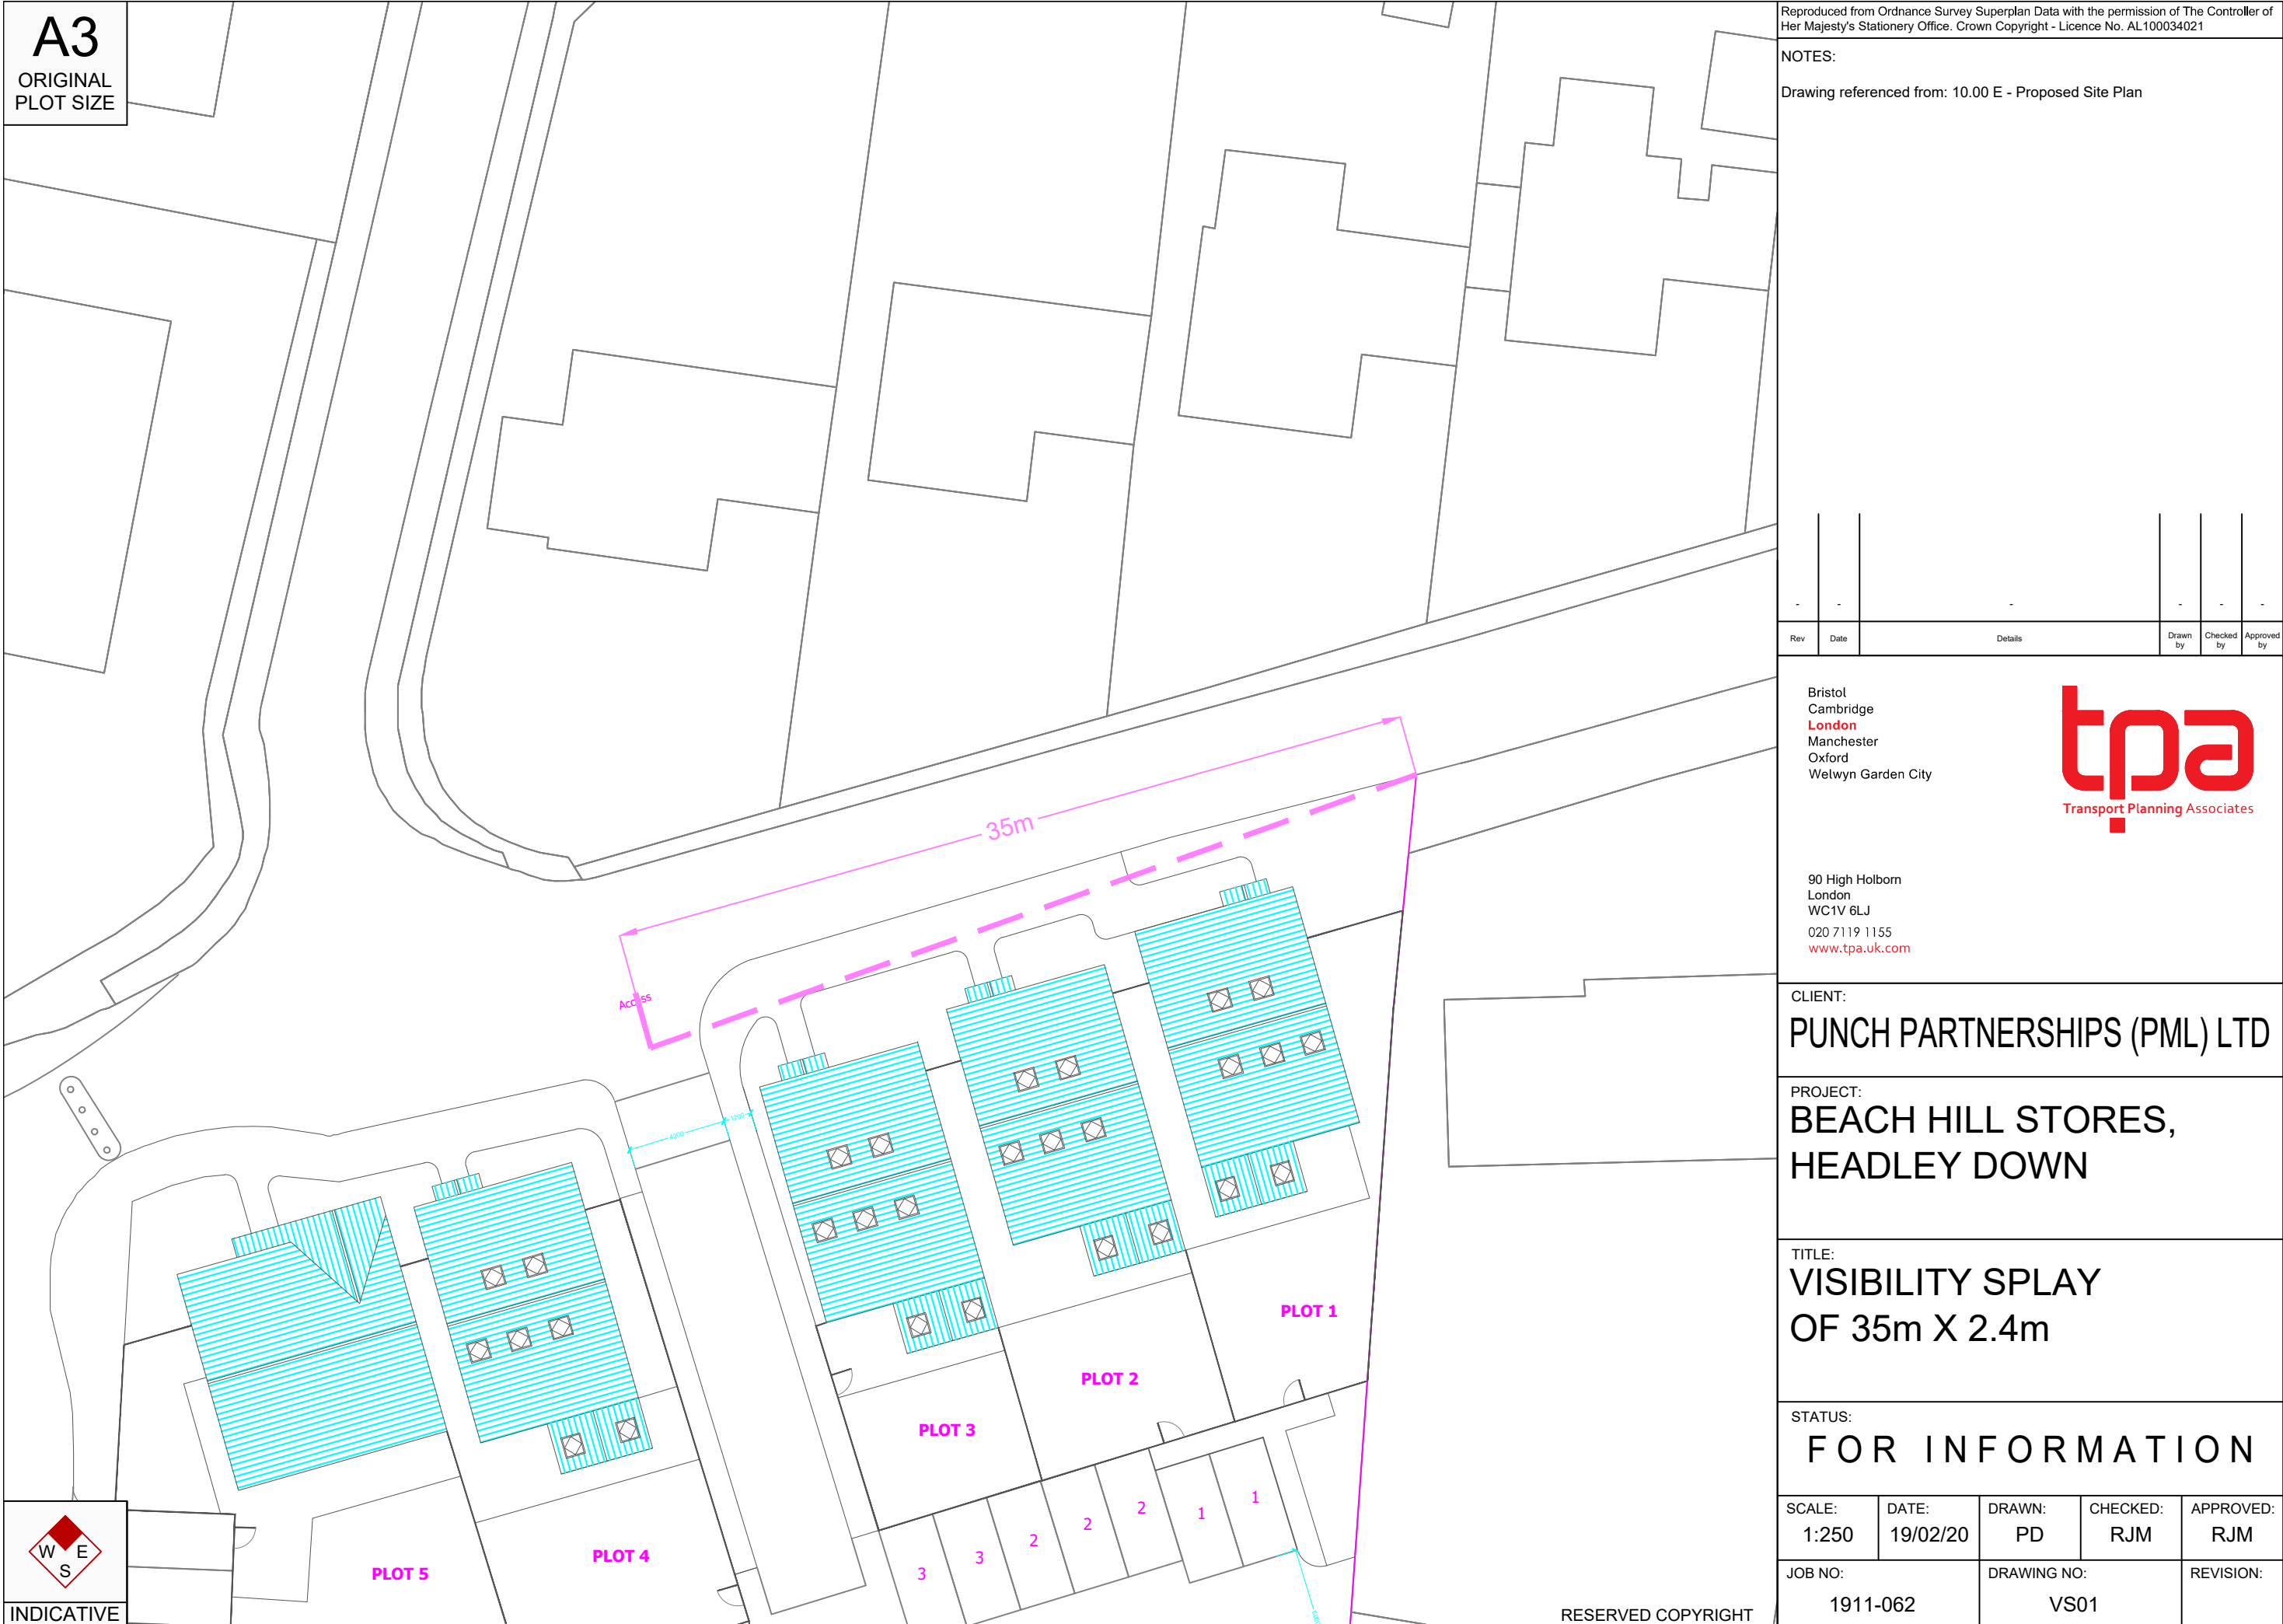 A3
ORIGINAL
PLOT SIZE
Reproduced from Ordnance Survey Superplan Data with the permission of The Controller of
Her Majesty's Stationery Office. Crown Copyright - Licence No. AL100034021
NOTES:
Drawing referenced from: 10.00 E - Proposed Site Plan
- - - - - -
Rev Date Details Drawn by Checked by Approved by
Bristol
Cambridge
London
Manchester
Oxford
Welwyn Garden City
tpa
Transport Planning Associates
90 High Holborn
London
WC1V 6LJ
020 7119 1155
www.tpa.uk.com
CLIENT:
PUNCH PARTNERSHIPS (PML) LTD
PROJECT:
BEACH HILL STORES,
HEADLEY DOWN
TITLE:
VISIBILITY SPLAY
OF 35m X 2.4m
STATUS:
FOR INFORMATION
SCALE: DATE: DRAWN: CHECKED: APPROVED:
1:250 19/02/20 PD RJM RJM
JOB NO: DRAWING NO: REVISION:
1911-062 VS01
35m
Access
4200
1200
PLOT 1
PLOT 2
PLOT 3
PLOT 4
PLOT 5
3 3 2 2 2 1 1
W E
S
INDICATIVE
RESERVED COPYRIGHT